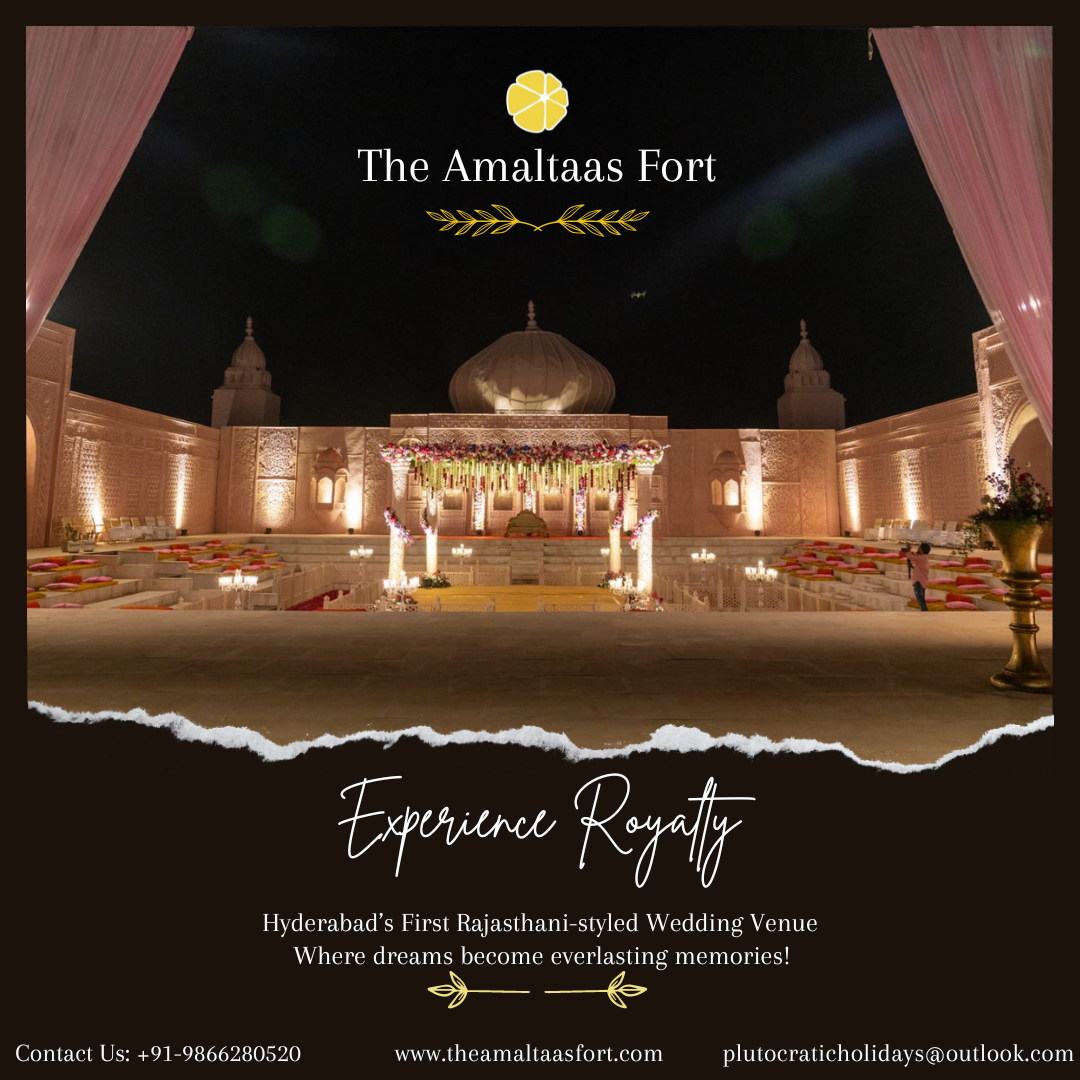 The Amaltaas Fort
Experience Royalty
Hyderabad's First Rajasthani-styled Wedding Venue
Where dreams become everlasting memories!
Contact Us: +91-9866280520 www.theamaltaasfort.com plutocraticholidays@outlook.com